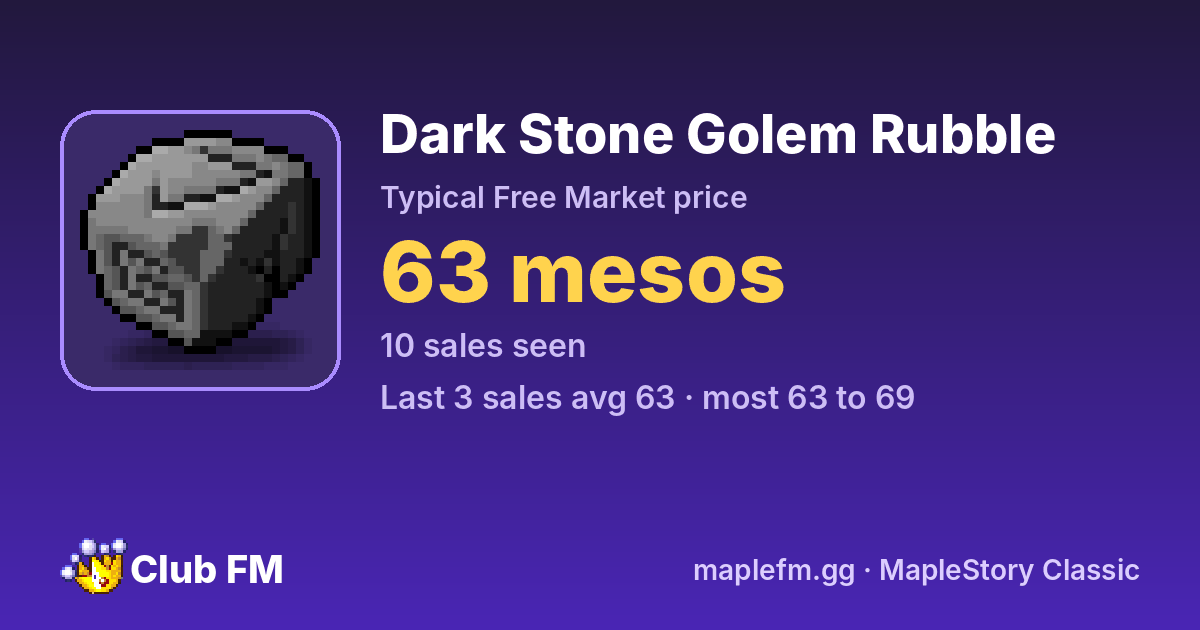 Dark Stone Golem Rubble
Typical Free Market price
63 mesos
10 sales seen
Last 3 sales avg 63 · most 63 to 69
Club FM
maplefm.gg · MapleStory Classic